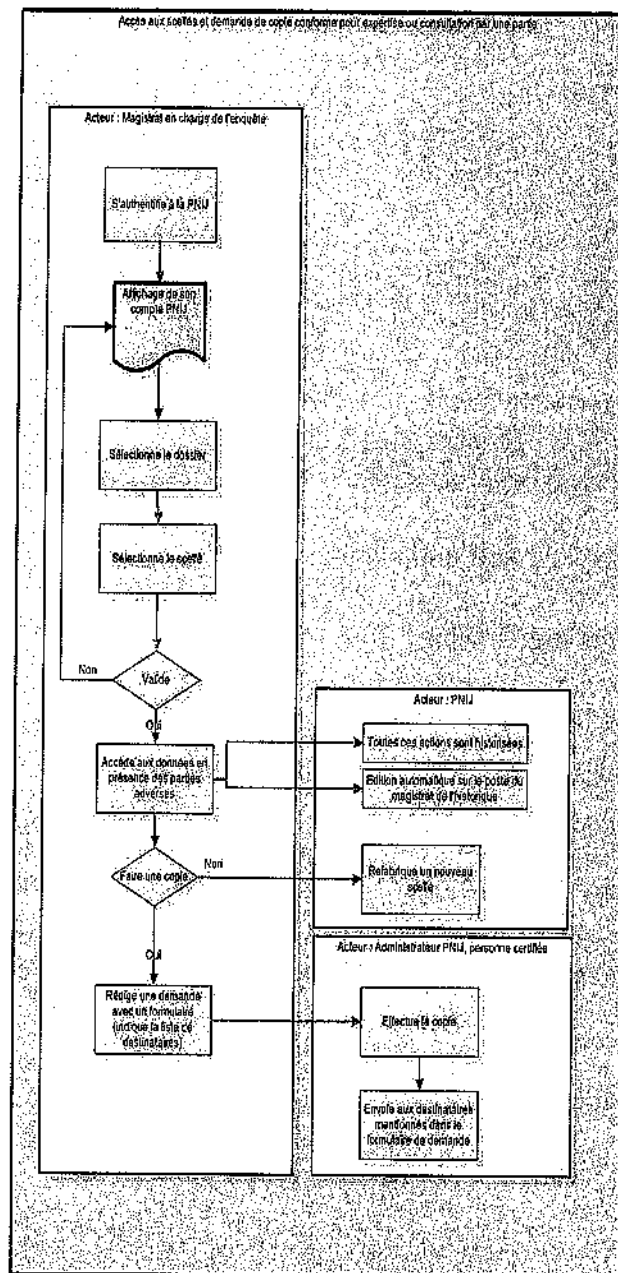 Accès aux scellés et demande de copie conforme pour expertise ou consultation par une partie
Acteur : Magistrat en charge de l'enquête
S'authentifie à la PNIJ
Affichage de son
compte PNIJ
Sélectionne le dossier
Sélectionne le scellé
Non
Valide
Oui
Accède aux données en
présence des parties
adverses
Faire une copie
Non
Oui
Rédige une demande
avec un formulaire
(indique la liste de
destinataires)
Acteur : PNIJ
Toutes ces actions sont historisées
Edition automatique sur le poste du
magistrat de l'historique
Refabrique un nouveau
scellé
Acteur : Administrateur PNIJ, personne certifiée
Effectue la copie
Envoie aux destinataires
mentionnés dans le
formulaire de demande